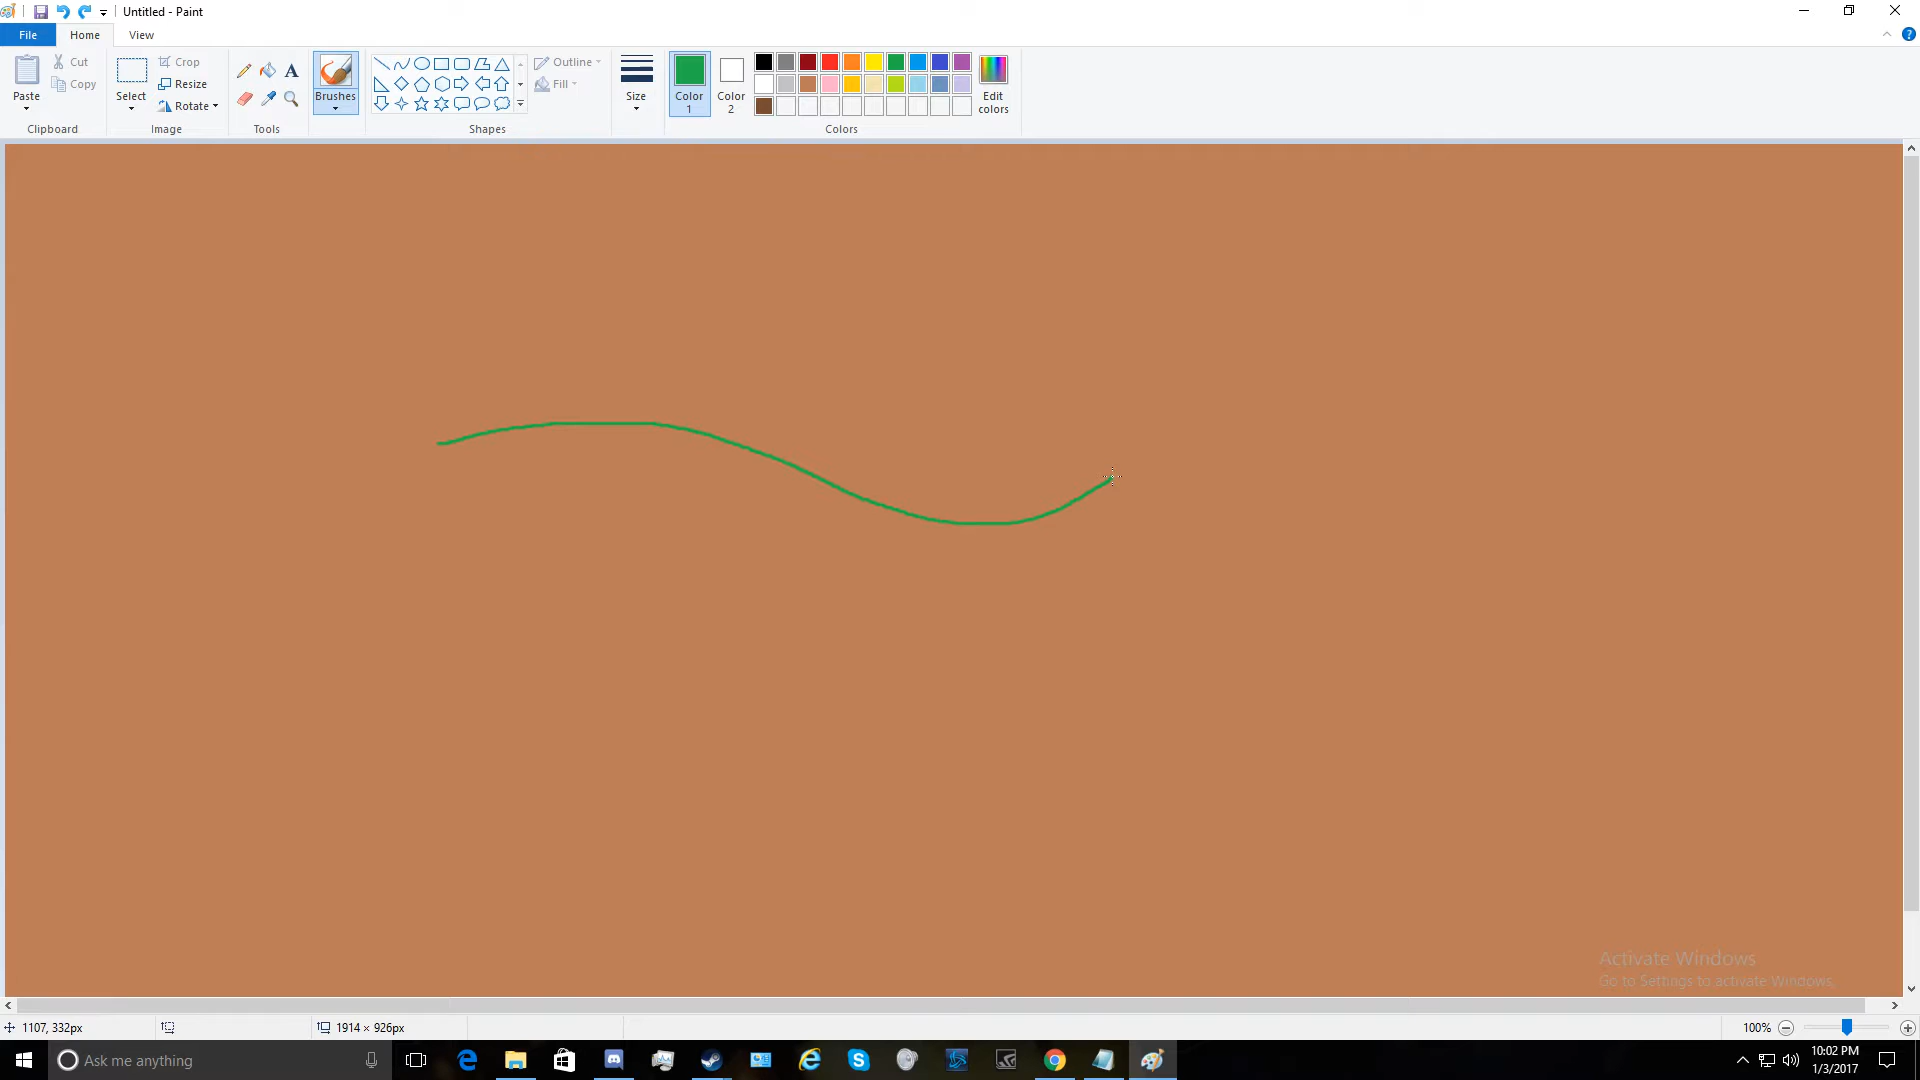 Untitled - Paint
File
Home
View
Paste
Cut
Copy
Clipboard
Select
Crop
Resize
Rotate
Image
A
Tools
Brushes
Outline
Fill
Shapes
Size
Color
1
Color
2
Edit
colors
Colors
?
Activate Windows
Go to Settings to activate Windows.
1107, 332px
1914 × 926px
100%
Ask me anything
10:02 PM
1/3/2017